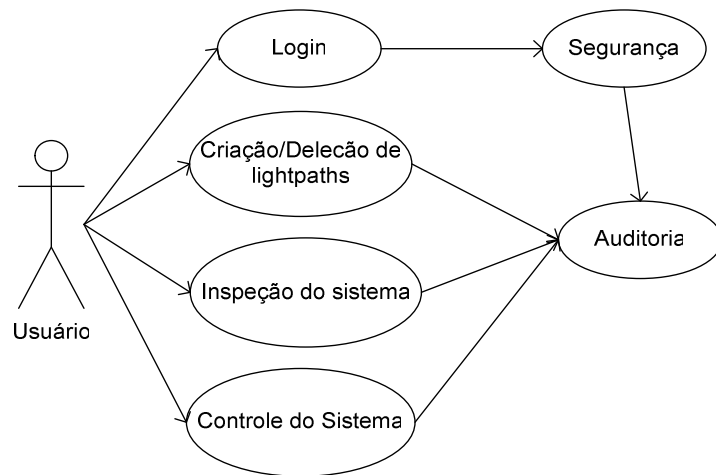 Login
Segurança
Criação/Delecão de
lightpaths
Auditoria
Inspeção do sistema
Usuário
Controle do Sistema